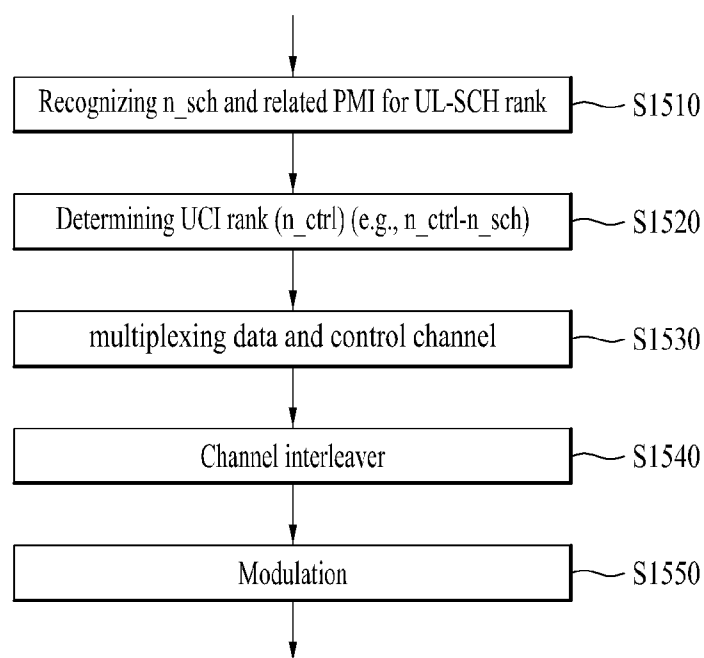 Recognizing n_sch and related PMI for UL-SCH rank S1510
Determining UCI rank (n_ctrl) (e.g., n_ctrl-n_sch) S1520
multiplexing data and control channel S1530
Channel interleaver S1540
Modulation S1550